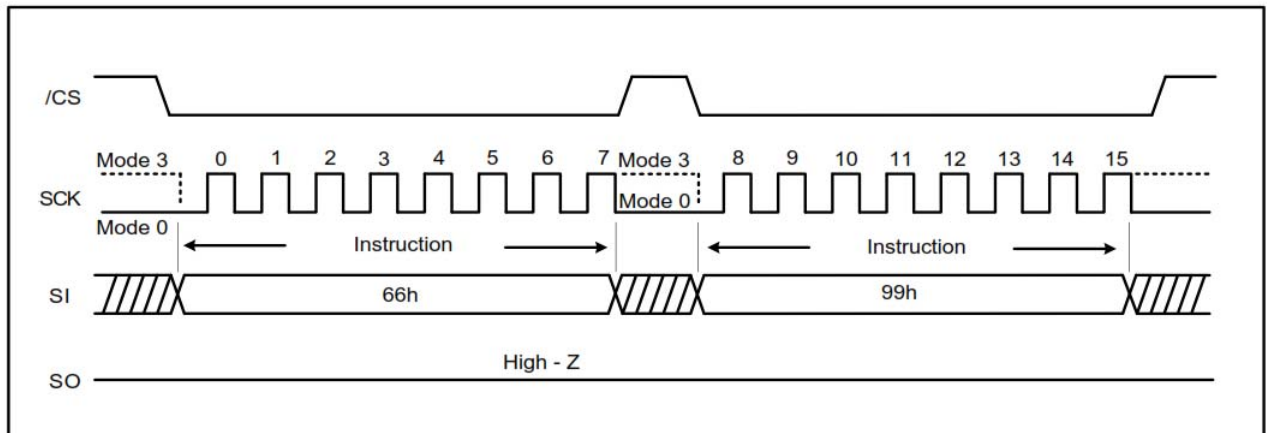 /CS
Mode 3 0 1 2 3 4 5 6 7 Mode 3 8 9 10 11 12 13 14 15
SCK
Mode 0 Mode 0
Instruction Instruction
SI 66h 99h
High - Z
SO